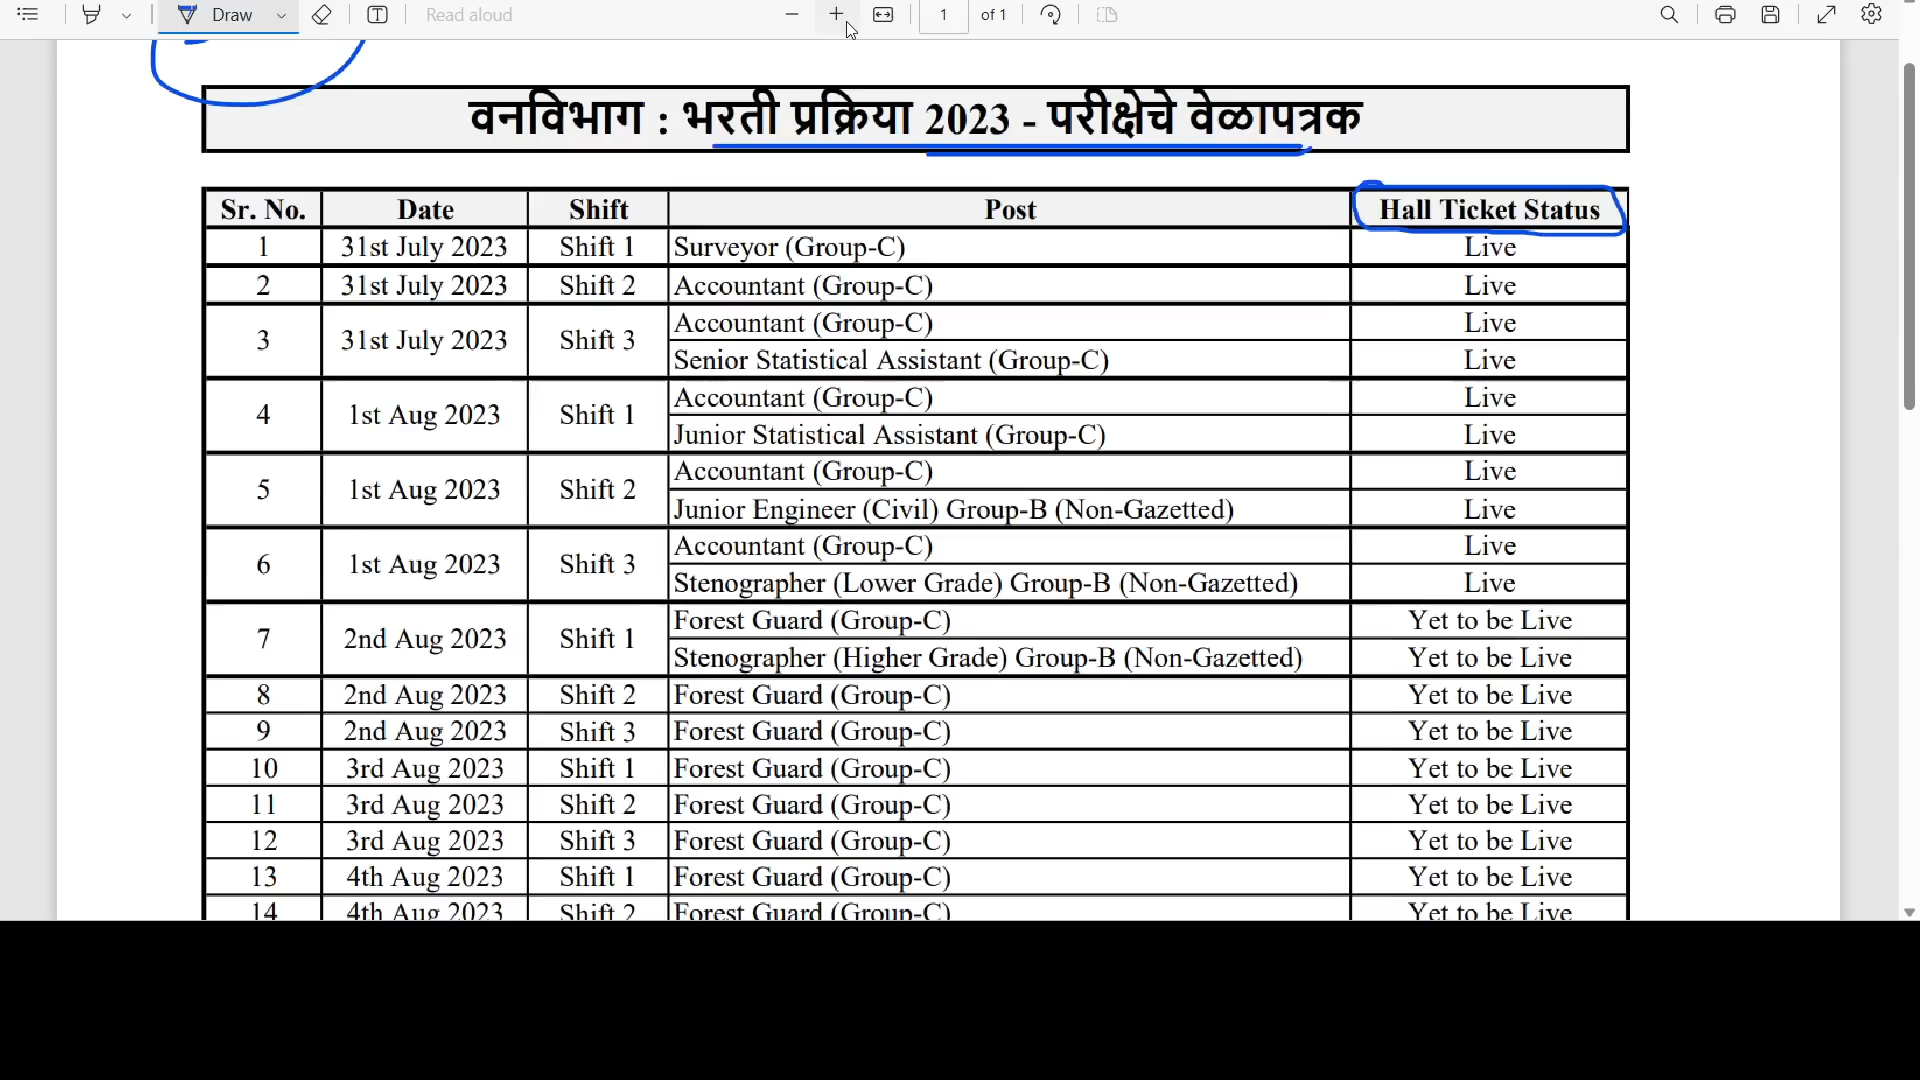 Draw
Read aloud
1 of 1
वनविभाग : भरती प्रक्रिया 2023 - परीक्षेचे वेळापत्रक
Sr. No. Date Shift Post Hall Ticket Status
1 31st July 2023 Shift 1 Surveyor (Group-C) Live
2 31st July 2023 Shift 2 Accountant (Group-C) Live
3 31st July 2023 Shift 3 Accountant (Group-C) Live
Senior Statistical Assistant (Group-C) Live
4 1st Aug 2023 Shift 1 Accountant (Group-C) Live
Junior Statistical Assistant (Group-C) Live
5 1st Aug 2023 Shift 2 Accountant (Group-C) Live
Junior Engineer (Civil) Group-B (Non-Gazetted) Live
6 1st Aug 2023 Shift 3 Accountant (Group-C) Live
Stenographer (Lower Grade) Group-B (Non-Gazetted) Live
7 2nd Aug 2023 Shift 1 Forest Guard (Group-C) Yet to be Live
Stenographer (Higher Grade) Group-B (Non-Gazetted) Yet to be Live
8 2nd Aug 2023 Shift 2 Forest Guard (Group-C) Yet to be Live
9 2nd Aug 2023 Shift 3 Forest Guard (Group-C) Yet to be Live
10 3rd Aug 2023 Shift 1 Forest Guard (Group-C) Yet to be Live
11 3rd Aug 2023 Shift 2 Forest Guard (Group-C) Yet to be Live
12 3rd Aug 2023 Shift 3 Forest Guard (Group-C) Yet to be Live
13 4th Aug 2023 Shift 1 Forest Guard (Group-C) Yet to be Live
14 4th Aug 2023 Shift 2 Forest Guard (Group-C) Yet to be Live